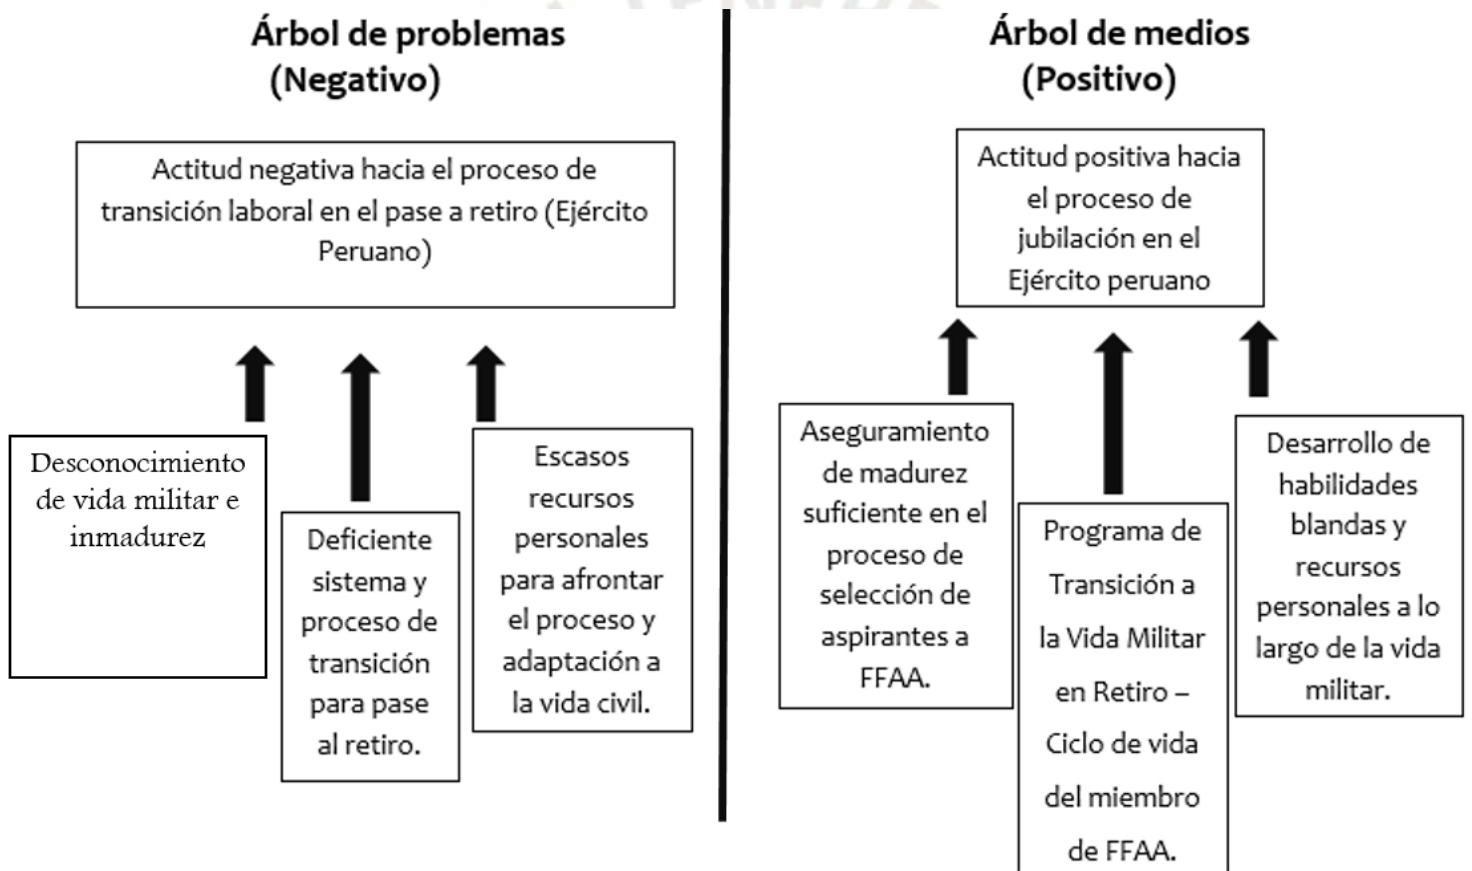 Árbol de problemas
(Negativo)
Actitud negativa hacia el proceso de
transición laboral en el pase a retiro (Ejército
Peruano)
Desconocimiento
de vida militar e
inmadurez
Deficiente
sistema y
proceso de
transición
para pase
al retiro.
Escasos
recursos
personales
para afrontar
el proceso y
adaptación a
la vida civil.
Árbol de medios
(Positivo)
Actitud positiva hacia
el proceso de
jubilación en el
Ejército peruano
Aseguramiento
de madurez
suficiente en el
proceso de
selección de
aspirantes a
FFAA.
Programa de
Transición a
la Vida Militar
en Retiro –
Ciclo de vida
del miembro
de FFAA.
Desarrollo de
habilidades
blandas y
recursos
personales a lo
largo de la vida
militar.